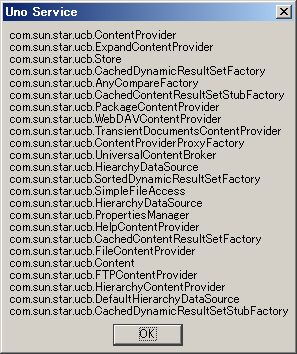 Uno Service
com.sun.star.ucb.ContentProvider
com.sun.star.ucb.ExpandContentProvider
com.sun.star.ucb.Store
com.sun.star.ucb.CachedDynamicResultSetFactory
com.sun.star.ucb.AnyCompareFactory
com.sun.star.ucb.CachedContentResultSetStubFactory
com.sun.star.ucb.PackageContentProvider
com.sun.star.ucb.WebDAVContentProvider
com.sun.star.ucb.TransientDocumentsContentProvider
com.sun.star.ucb.ContentProviderProxyFactory
com.sun.star.ucb.UniversalContentBroker
com.sun.star.ucb.HiearchyDataSource
com.sun.star.ucb.SortedDynamicResultSetFactory
com.sun.star.ucb.SimpleFileAccess
com.sun.star.ucb.HierarchyDataSource
com.sun.star.ucb.PropertiesManager
com.sun.star.ucb.HelpContentProvider
com.sun.star.ucb.CachedContentResultSetFactory
com.sun.star.ucb.FileContentProvider
com.sun.star.ucb.Content
com.sun.star.ucb.FTPContentProvider
com.sun.star.ucb.HierarchyContentProvider
com.sun.star.ucb.DefaultHierarchyDataSource
com.sun.star.ucb.CachedDynamicResultSetStubFactory
OK